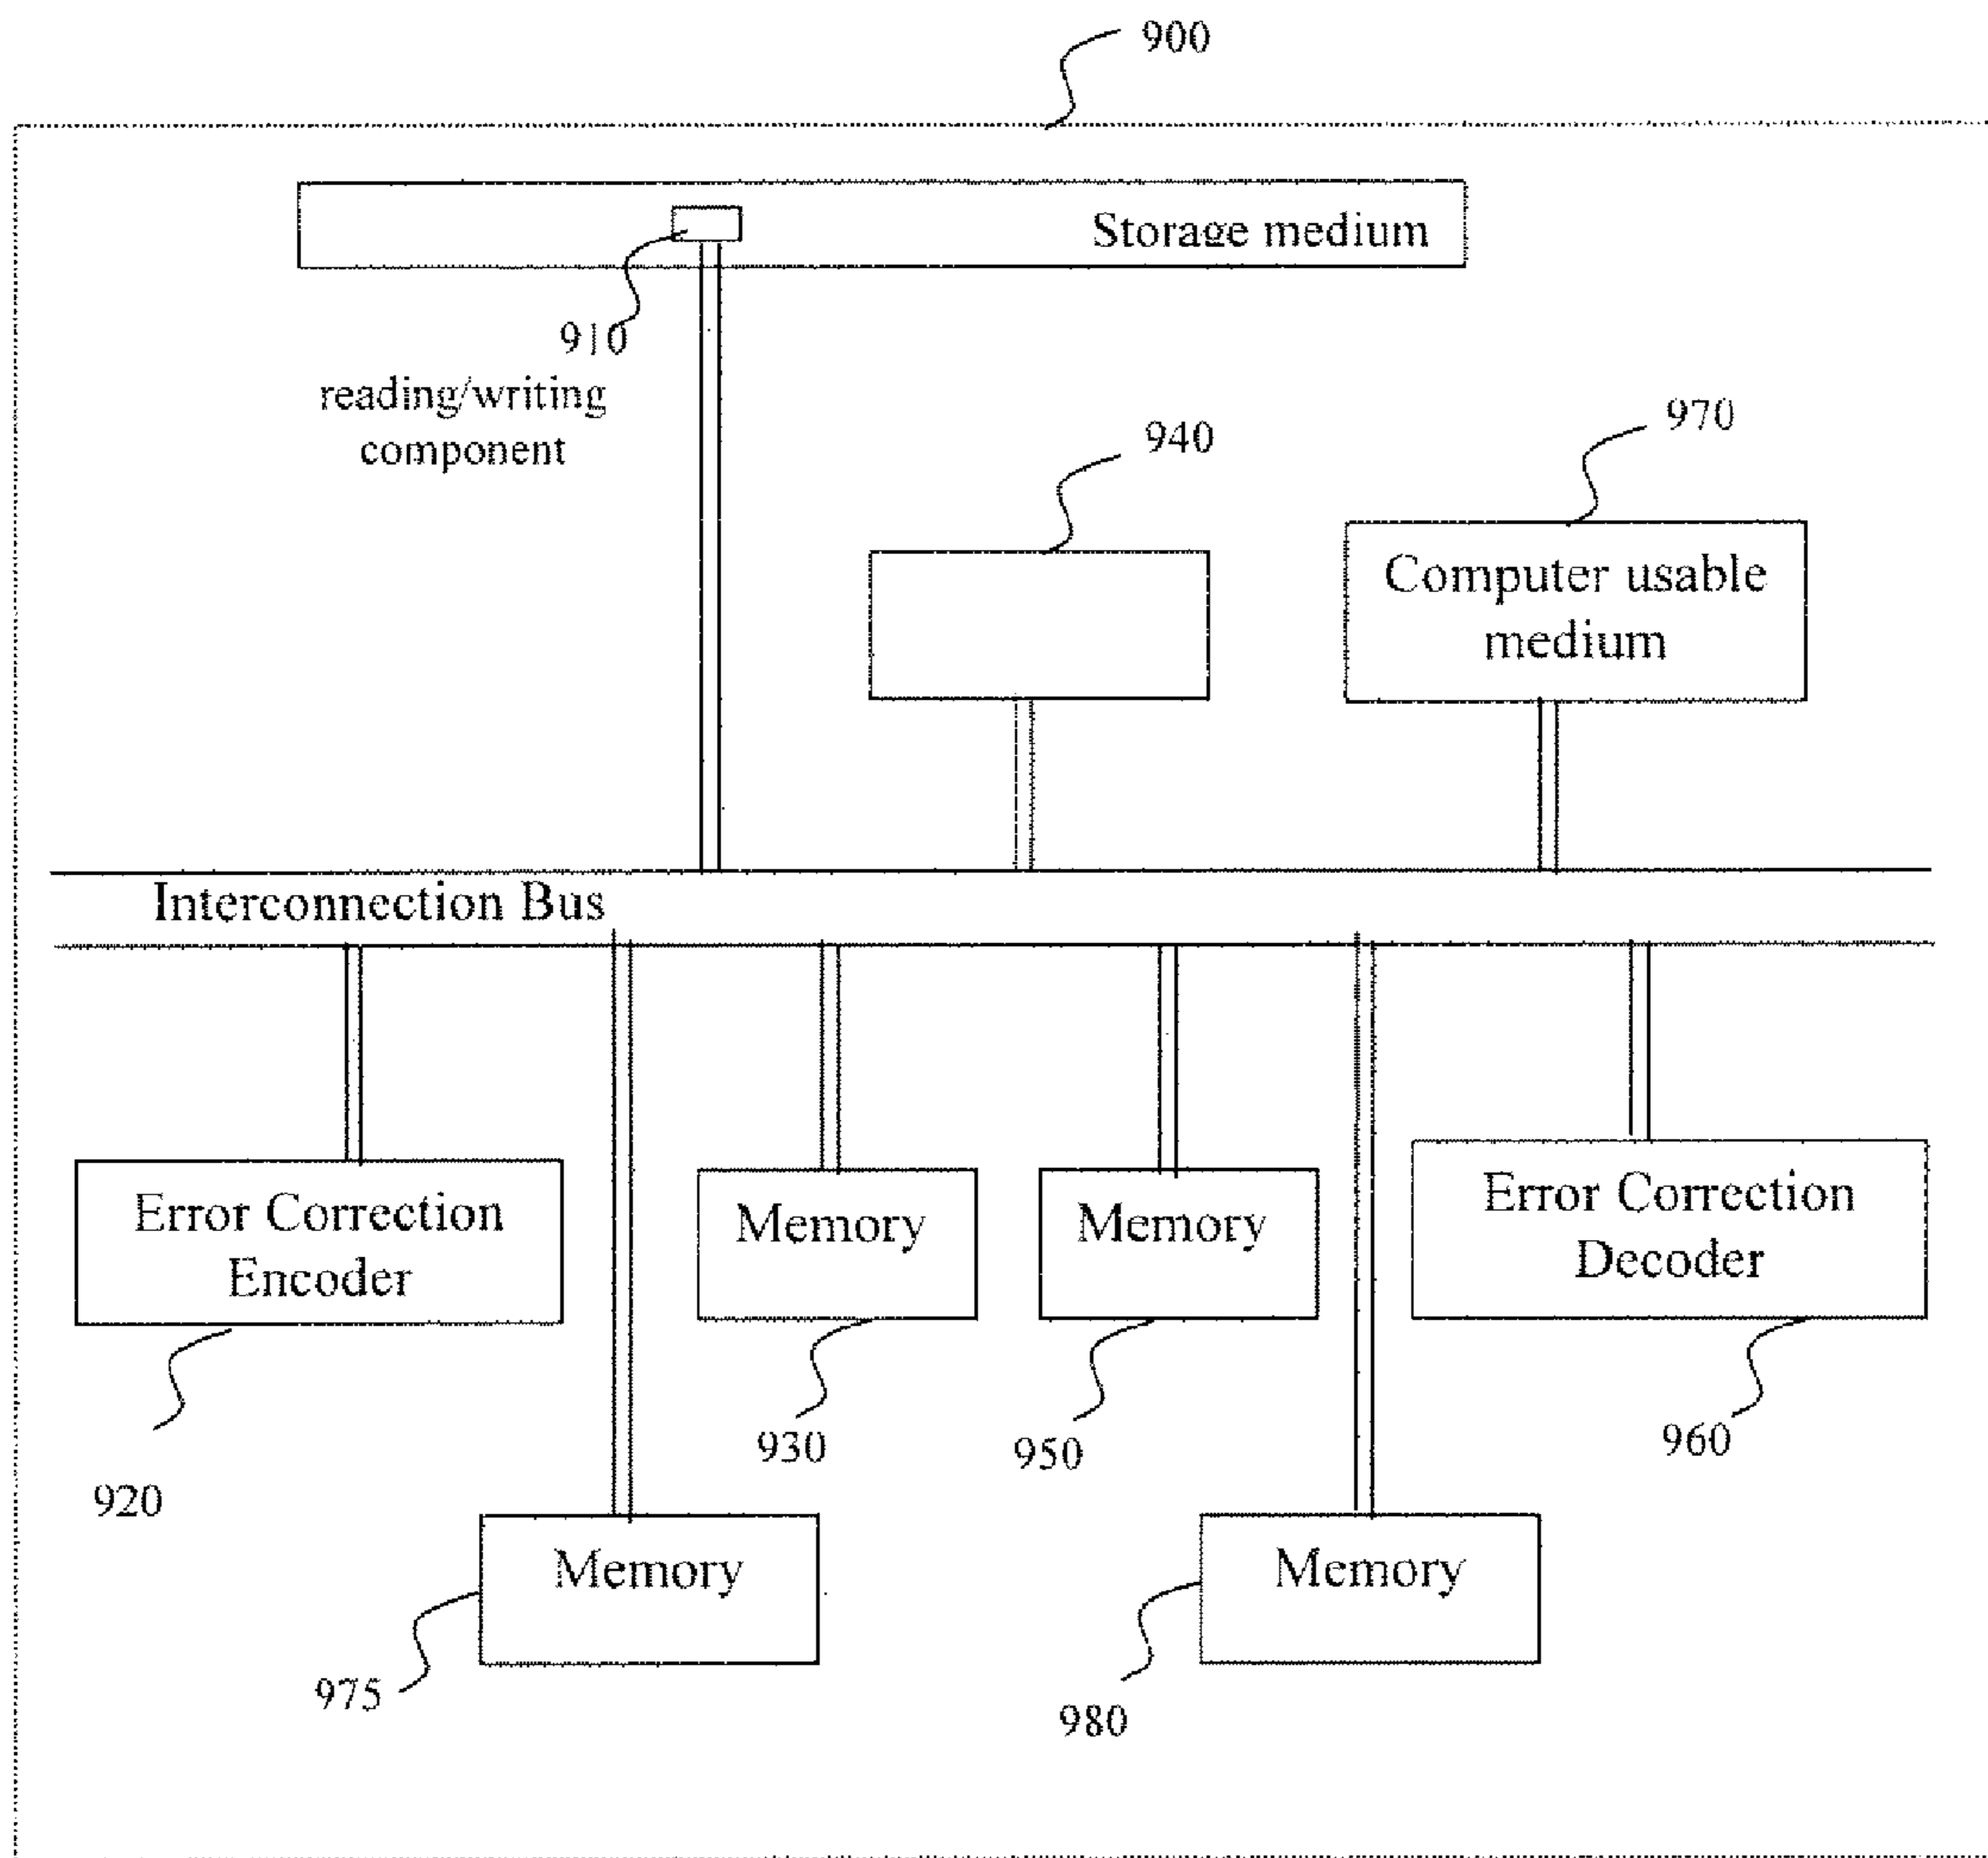 900
Storage medium
910
reading/writing
component
940
970
Computer usable
medium
Interconnection Bus
Error Correction
Encoder
Memory
Memory
Error Correction
Decoder
930
950
960
920
Memory
Memory
975
980